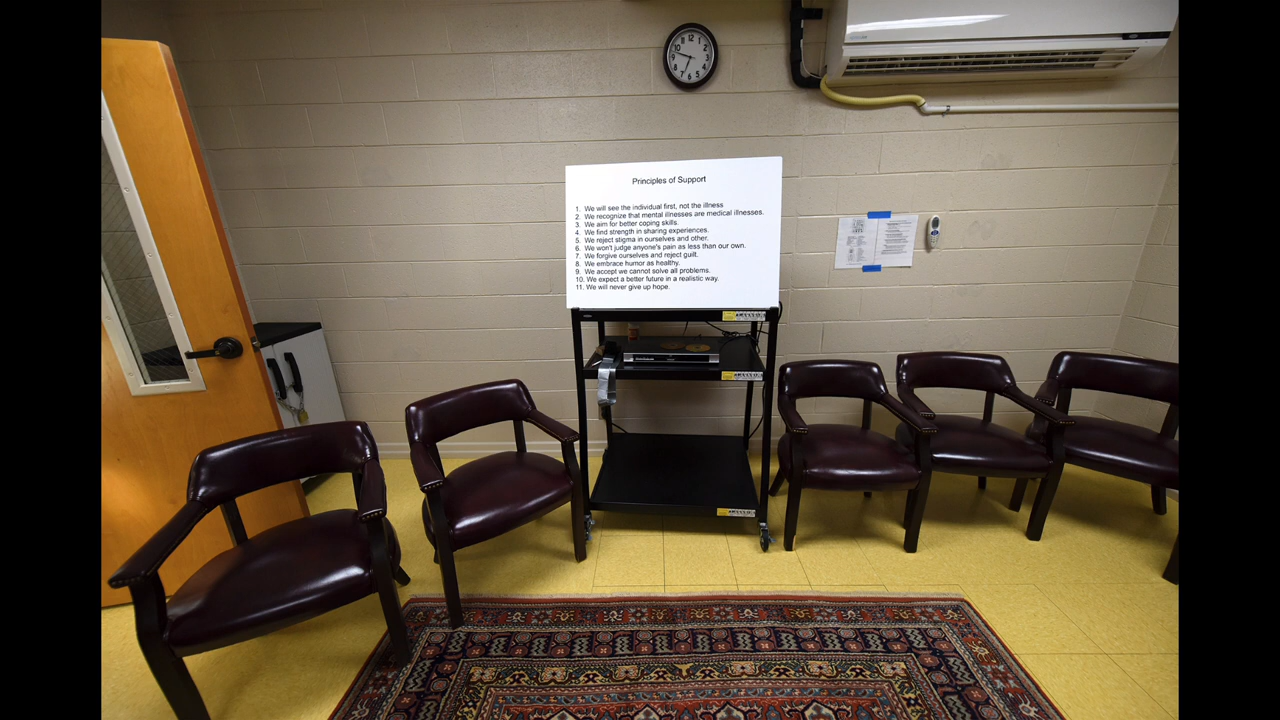 Principles of Support
1. We will see the individual first, not the illness
2. We recognize that mental illnesses are medical illnesses.
3. We aim for better coping skills.
4. We find strength in sharing experiences.
5. We reject stigma in ourselves and other.
6. We won't judge anyone's pain as less than our own.
7. We forgive ourselves and reject guilt.
8. We embrace humor as healthy.
9. We accept we cannot solve all problems.
10. We expect a better future in a realistic way.
11. We will never give up hope.